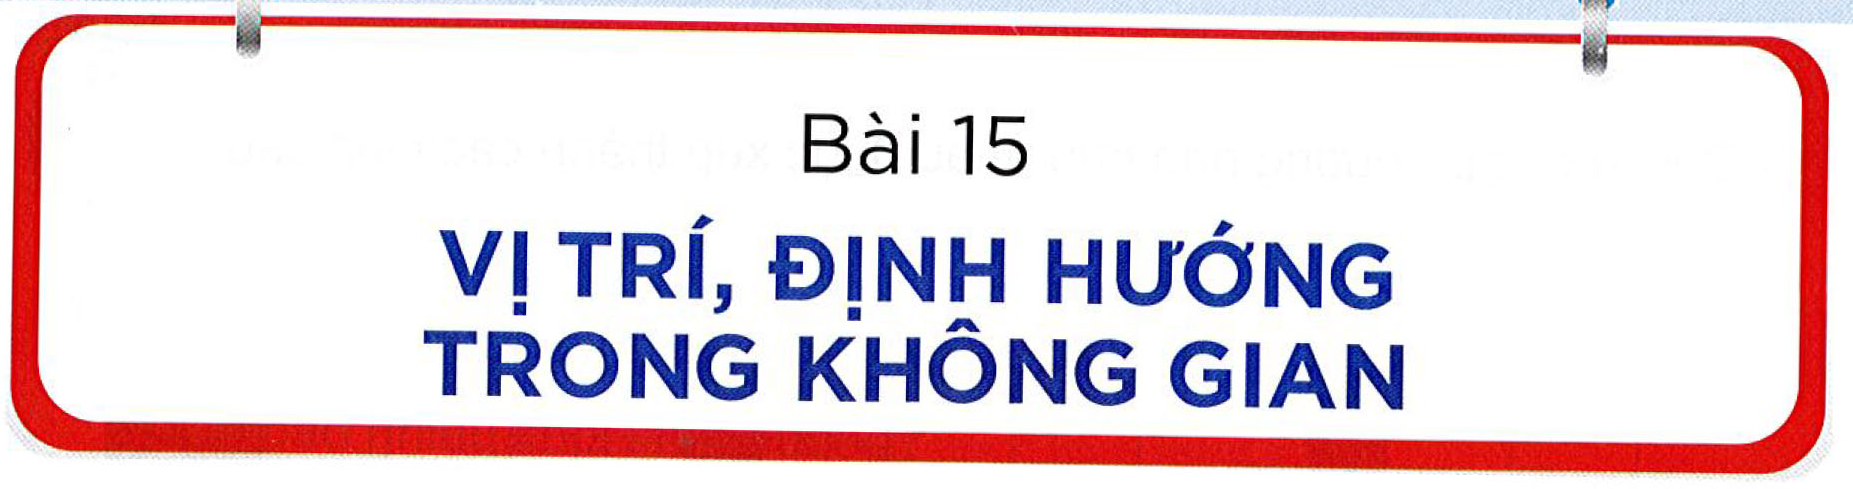 Bài 15
VỊ TRÍ, ĐỊNH HƯỚNG
TRONG KHÔNG GIAN